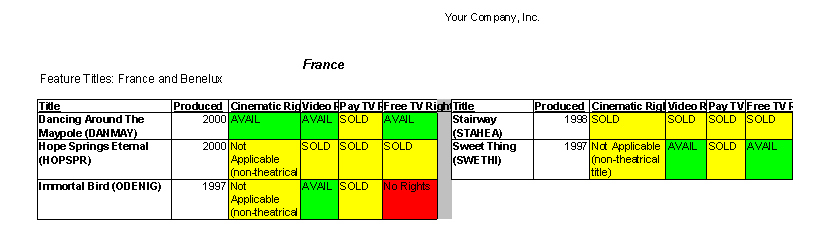 Your Company, Inc.
France
Feature Titles: France and Benelux
Title Produced Cinematic Rig Video R Pay TV R Free TV Righ Title Produced Cinematic Rig Video R Pay TV Free TV R
Dancing Around The 2000 AVAIL AVAIL SOLD AVAIL Stairway 1998 SOLD SOLD SOLD SOLD
Maypole (DANMAY) (STAHEA)
Hope Springs Eternal 2000 Not SOLD SOLD SOLD Sweet Thing 1997 Not Applicable AVAIL SOLD AVAIL
(HOPSPR) Applicable (SWETHI) (non-theatrical
(non-theatrical title)
Immortal Bird (ODENIG) 1997 Not AVAIL SOLD No Rights
Applicable
(non-theatrical